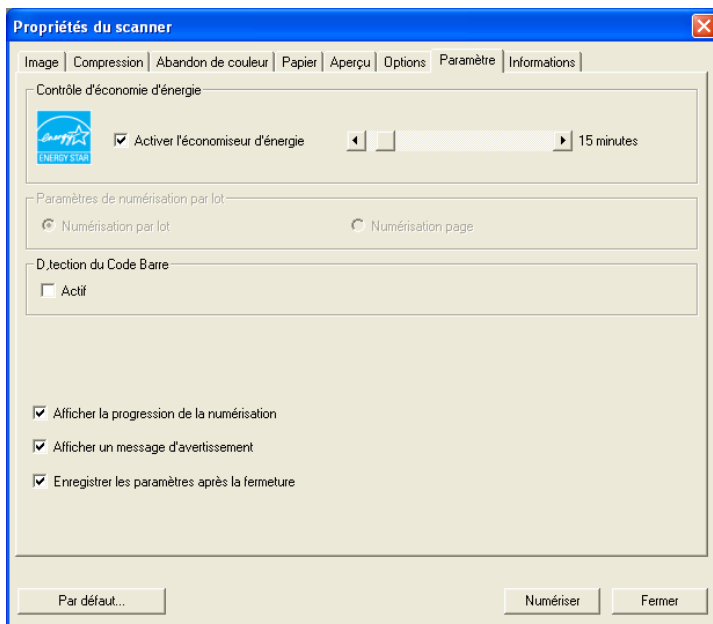 Propriétés du scanner
Image Compression Abandon de couleur Papier Aperçu Options Paramètre Informations
Contrôle d'économie d'énergie
energy
ENERGY STAR
Activer l'économiseur d'énergie 15 minutes
Paramètres de numérisation par lot
Numérisation par lot Numérisation page
D‚tection du Code Barre
Actif
Afficher la progression de la numérisation
Afficher un message d'avertissement
Enregistrer les paramètres après la fermeture
Par défaut... Numériser Fermer